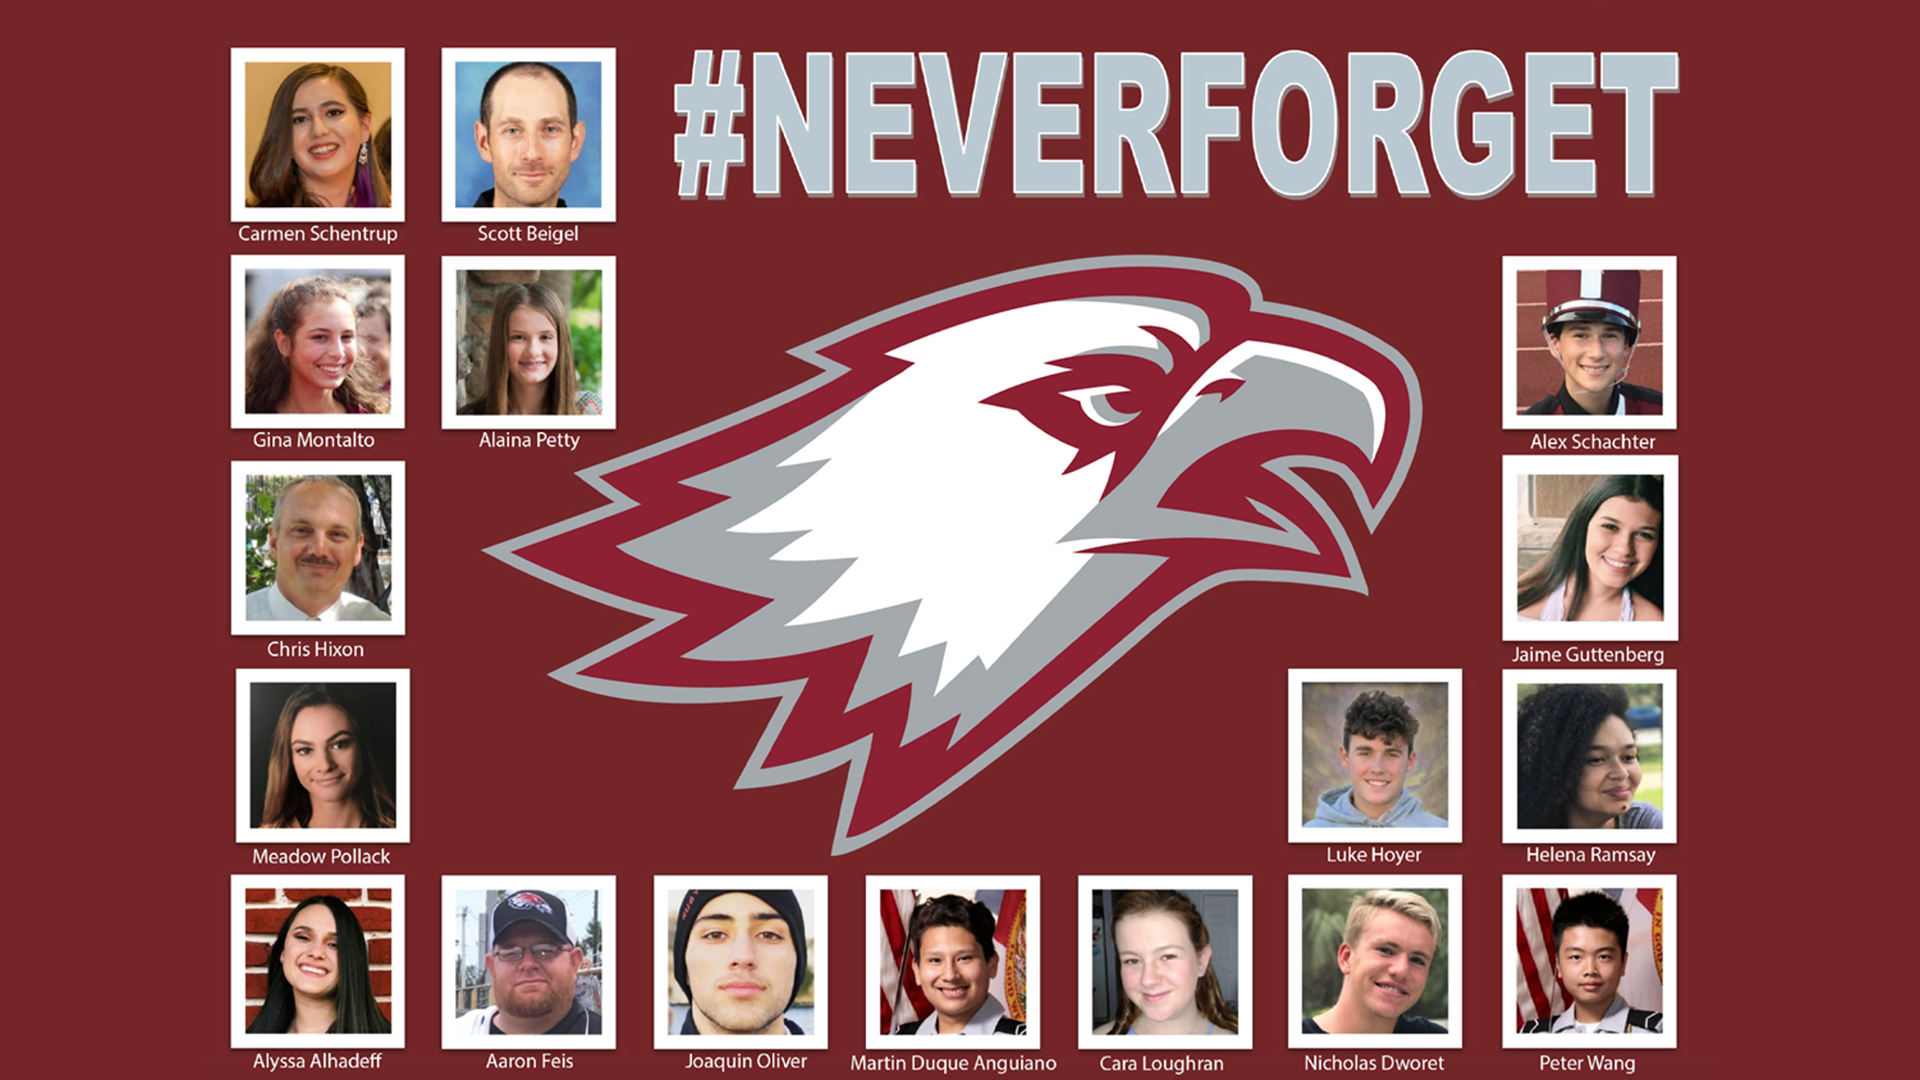 #NEVERFORGET
Carmen Schentrup
Scott Beigel
Gina Montalto
Alaina Petty
Alex Schachter
Chris Hixon
Jaime Guttenberg
Meadow Pollack
Luke Hoyer
Helena Ramsay
Alyssa Alhadeff
Aaron Feis
Joaquin Oliver
Martin Duque Anguiano
Cara Loughran
Nicholas Dworet
Peter Wang